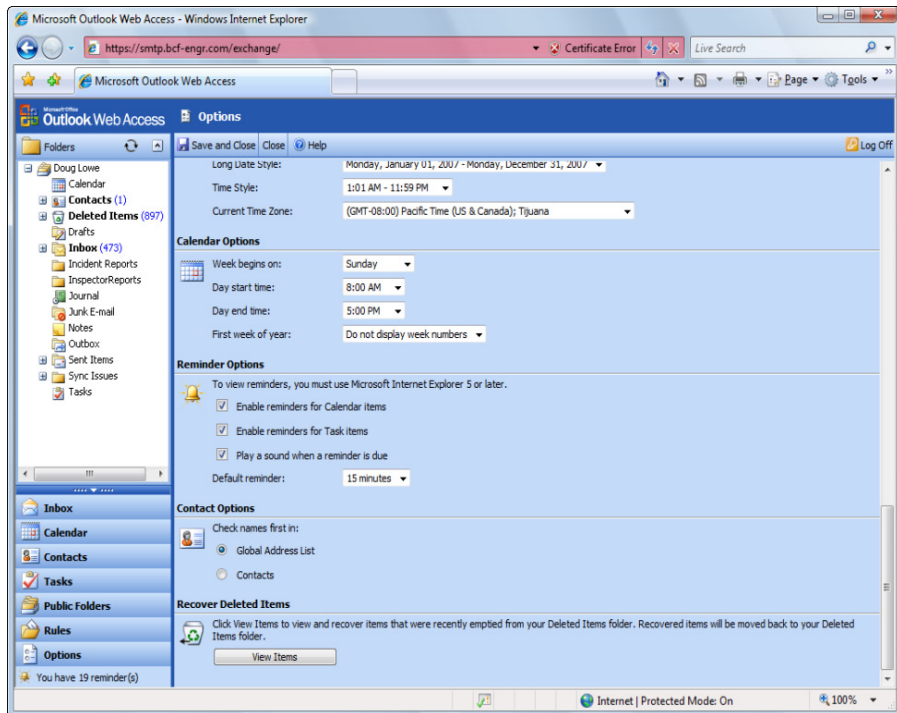 Microsoft Outlook Web Access - Windows Internet Explorer
https://smtp.bcf-engr.com/exchange/
Certificate Error
Live Search
Microsoft Outlook Web Access
Page
Tools
Microsoft Office
Outlook Web Access
Options
Folders
Save and Close
Close
Help
Log Off
Doug Lowe
Calendar
Contacts (1)
Deleted Items (897)
Drafts
Inbox (473)
Incident Reports
InspectorReports
Journal
Junk E-mail
Notes
Outbox
Sent Items
Sync Issues
Tasks
Long Date Style: Monday, January 01, 2007 - Monday, December 31, 2007
Time Style: 1:01 AM - 11:59 PM
Current Time Zone: (GMT-08:00) Pacific Time (US & Canada); Tijuana
Calendar Options
Week begins on: Sunday
Day start time: 8:00 AM
Day end time: 5:00 PM
First week of year: Do not display week numbers
Reminder Options
To view reminders, you must use Microsoft Internet Explorer 5 or later.
Enable reminders for Calendar items
Enable reminders for Task items
Play a sound when a reminder is due
Default reminder: 15 minutes
Contact Options
Check names first in:
Global Address List
Contacts
Recover Deleted Items
Click View Items to view and recover items that were recently emptied from your Deleted Items folder. Recovered items will be moved back to your Deleted
Items folder.
View Items
Inbox
Calendar
Contacts
Tasks
Public Folders
Rules
Options
You have 19 reminder(s)
Internet | Protected Mode: On
100%